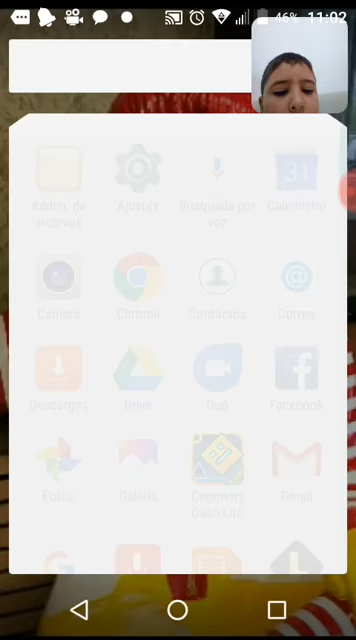 46% 11:02
Admin. de archivos
Ajustes
Búsqueda por voz
31
Calendario
Cámara
Chrome
Contactos
Correo
Descargas
Drive
Duo
Facebook
Fotos
Galería
Geometry Dash Lite
Gmail